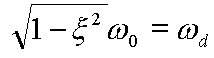 √1−ξ² ω₀ = ω_d